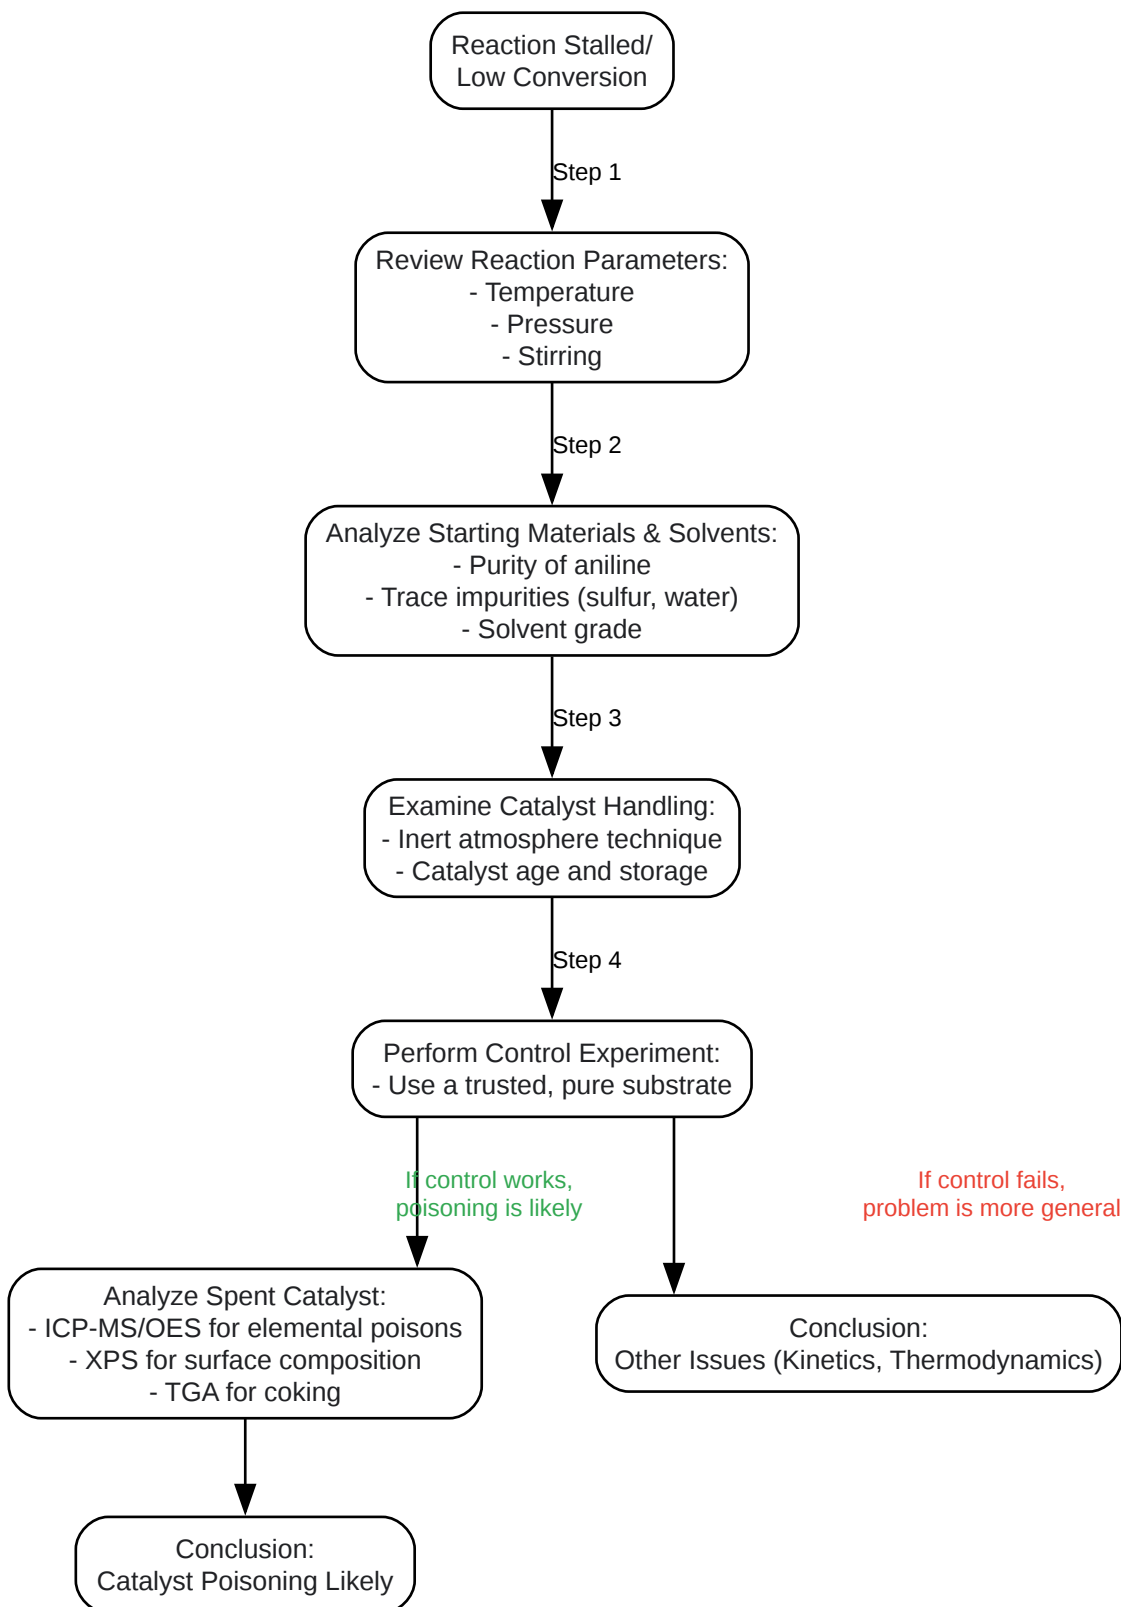 Reaction Stalled/
Low Conversion
Step 1
Review Reaction Parameters:
- Temperature
- Pressure
- Stirring
Step 2
Analyze Starting Materials & Solvents:
- Purity of aniline
- Trace impurities (sulfur, water)
- Solvent grade
Step 3
Examine Catalyst Handling:
- Inert atmosphere technique
- Catalyst age and storage
Step 4
Perform Control Experiment:
- Use a trusted, pure substrate
If control works,
poisoning is likely
If control fails,
problem is more general
Analyze Spent Catalyst:
- ICP-MS/OES for elemental poisons
- XPS for surface composition
- TGA for coking
Conclusion:
Other Issues (Kinetics, Thermodynamics)
Conclusion:
Catalyst Poisoning Likely